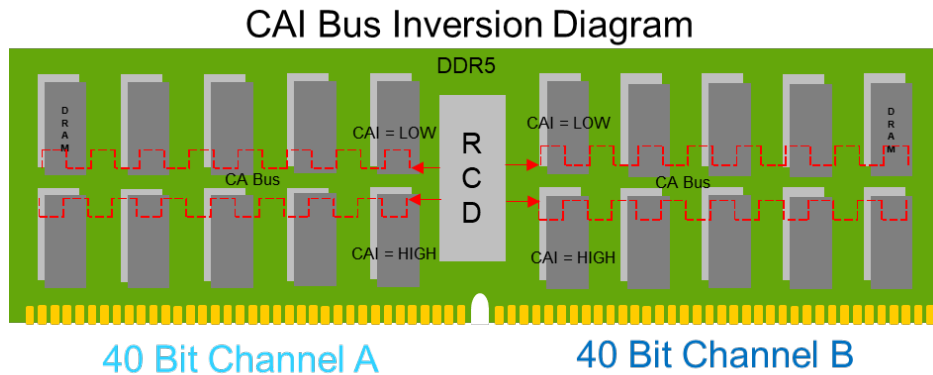 CAI Bus Inversion Diagram
DDR5
DRAM
CAI = LOW
CA Bus
CAI = HIGH
RCD
CAI = LOW
CA Bus
CAI = HIGH
DRAM
40 Bit Channel A
40 Bit Channel B